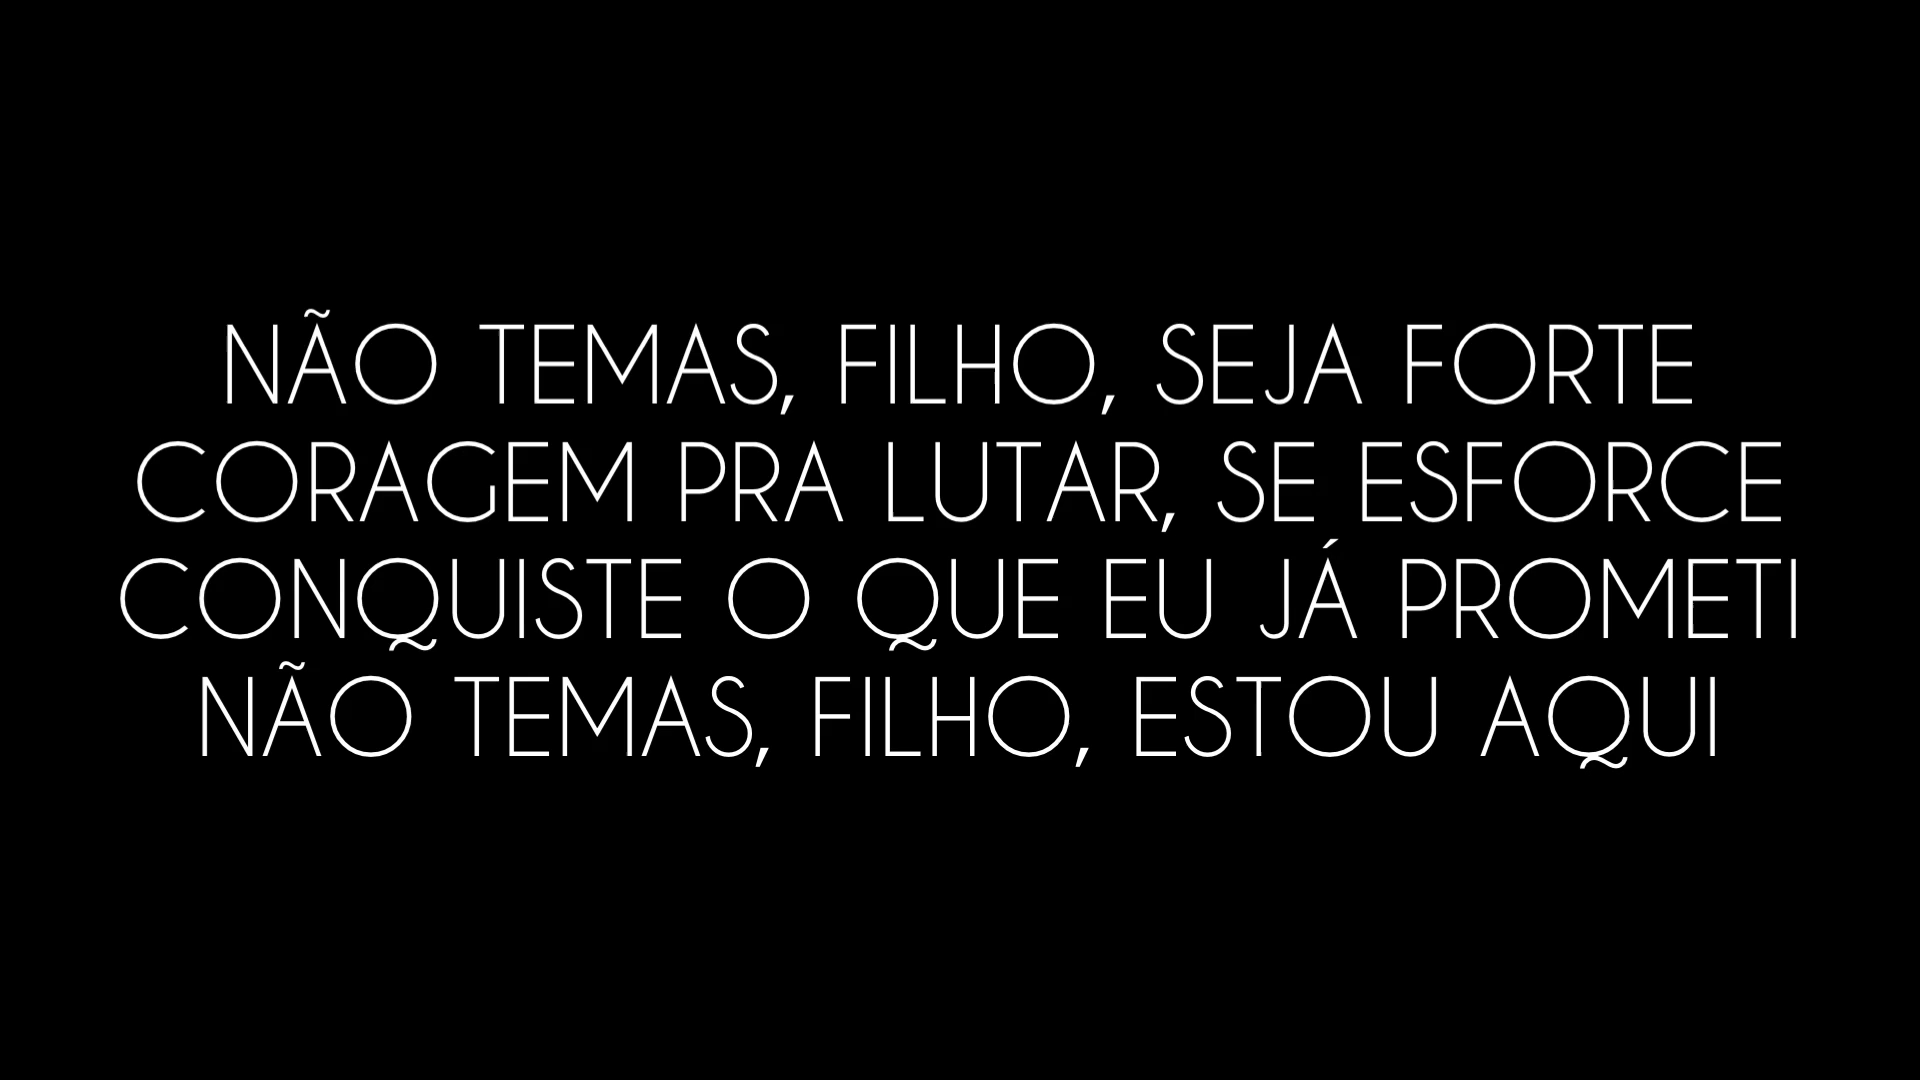 NÃO TEMAS, FILHO, SEJA FORTE
CORAGEM PRA LUTAR, SE ESFORCE
CONQUISTE O QUE EU JÁ PROMETI
NÃO TEMAS, FILHO, ESTOU AQUI